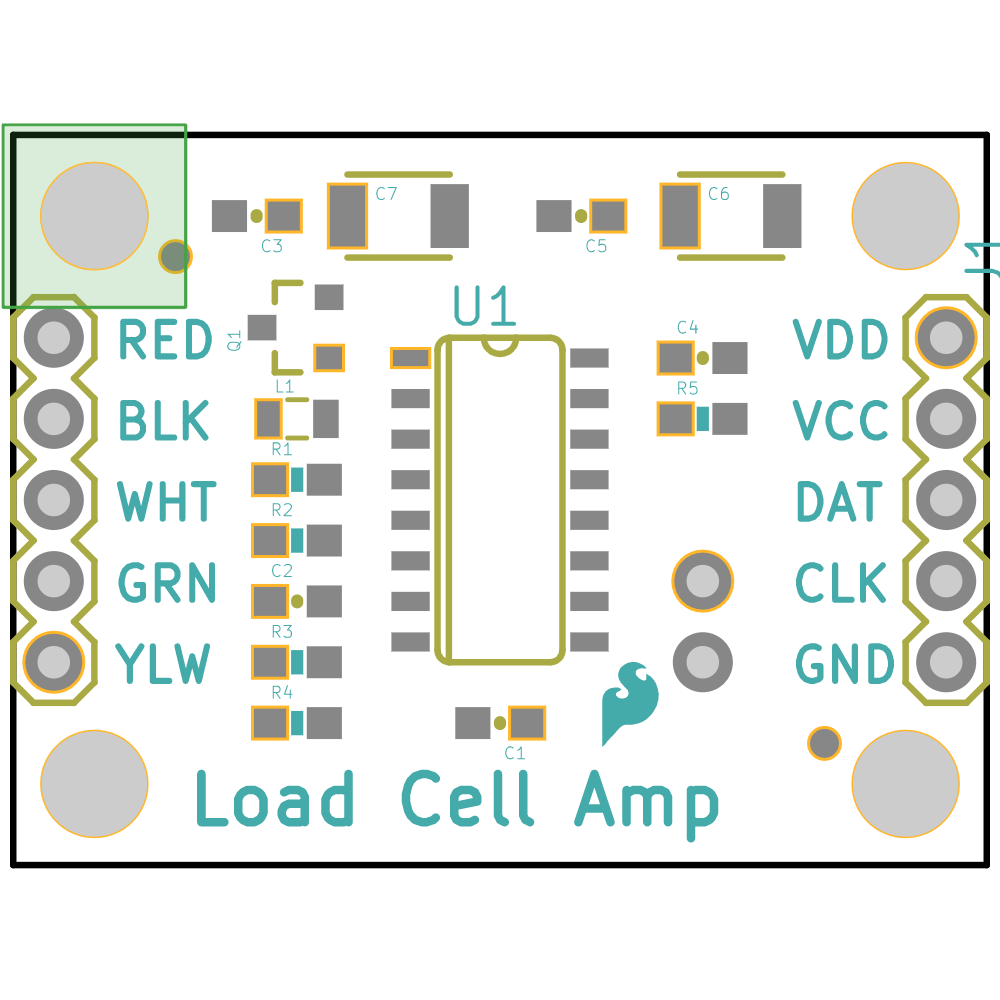 C7
C6
C3
C5
J1
U1
Q1
RED
C4
VDD
L1
R5
BLK
VCC
R1
WHT
R2
DAT
GRN
C2
CLK
R3
YLW
GND
R4
C1
Load Cell Amp